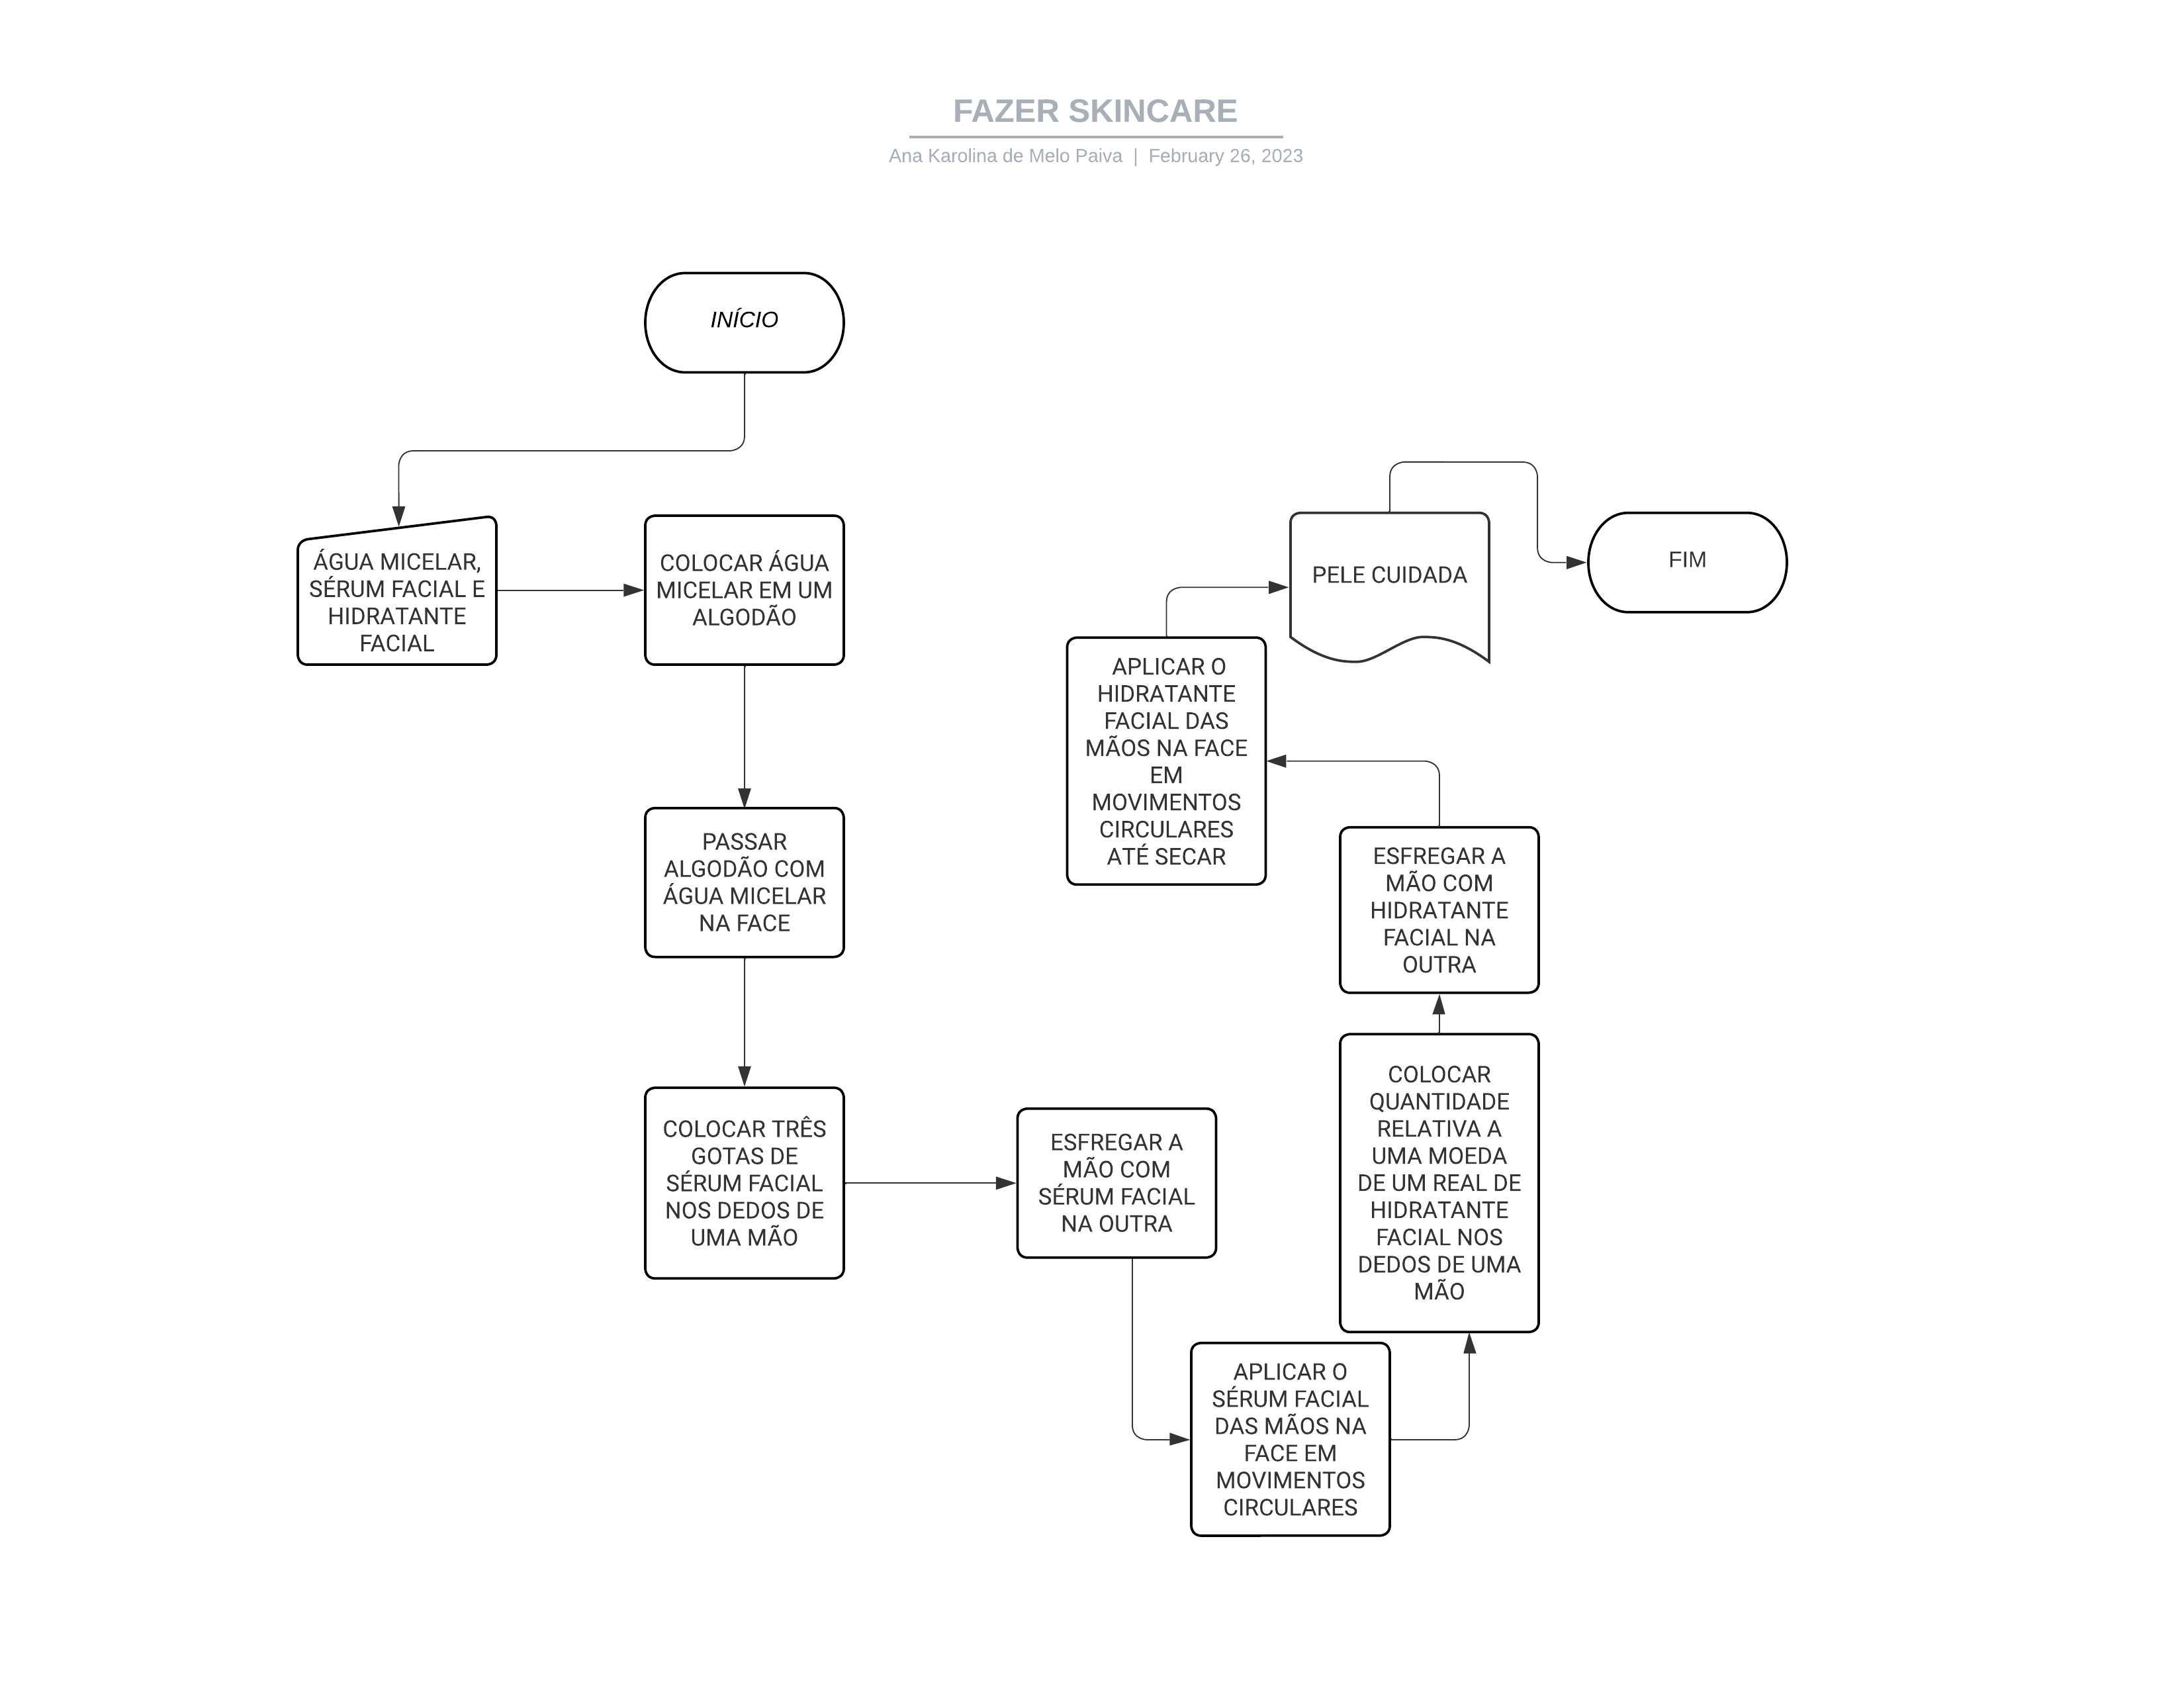 FAZER SKINCARE
Ana Karolina de Melo Paiva | February 26, 2023
INÍCIO
ÁGUA MICELAR,
SÉRUM FACIAL E
HIDRATANTE
FACIAL
COLOCAR ÁGUA
MICELAR EM UM
ALGODÃO
PASSAR
ALGODÃO COM
ÁGUA MICELAR
NA FACE
COLOCAR TRÊS
GOTAS DE
SÉRUM FACIAL
NOS DEDOS DE
UMA MÃO
ESFREGAR A
MÃO COM
SÉRUM FACIAL
NA OUTRA
APLICAR O
SÉRUM FACIAL
DAS MÃOS NA
FACE EM
MOVIMENTOS
CIRCULARES
COLOCAR
QUANTIDADE
RELATIVA A
UMA MOEDA
DE UM REAL DE
HIDRATANTE
FACIAL NOS
DEDOS DE UMA
MÃO
ESFREGAR A
MÃO COM
HIDRATANTE
FACIAL NA
OUTRA
APLICAR O
HIDRATANTE
FACIAL DAS
MÃOS NA FACE
EM
MOVIMENTOS
CIRCULARES
ATÉ SECAR
PELE CUIDADA
FIM